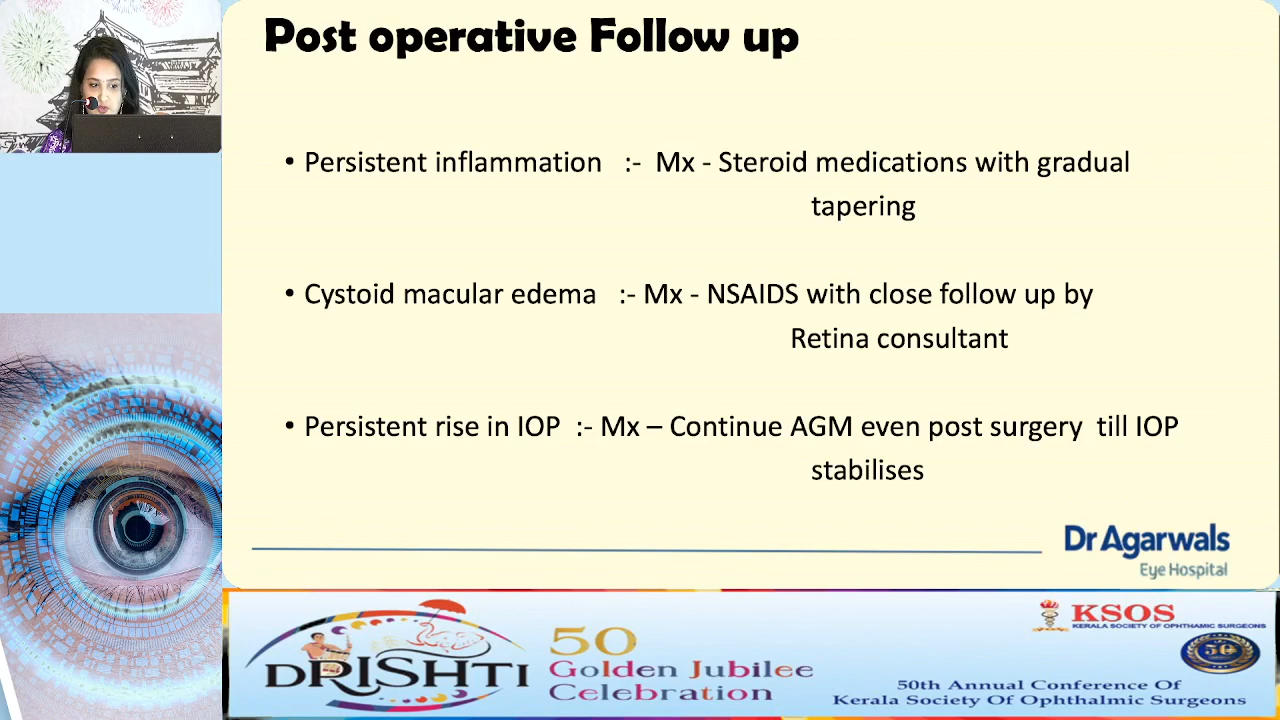 Post operative Follow up
• Persistent inflammation :- Mx - Steroid medications with gradual
tapering
• Cystoid macular edema :- Mx - NSAIDS with close follow up by
Retina consultant
• Persistent rise in IOP :- Mx – Continue AGM even post surgery till IOP
stabilises
Dr Agarwals
Eye Hospital
DRISHTI
50
Golden Jubilee
Celebration
KSOS
KERALA SOCIETY OF OPHTHAMIC SURGEONS
50
50th Annual Conference Of
Kerala Society Of Ophthalmic Surgeons